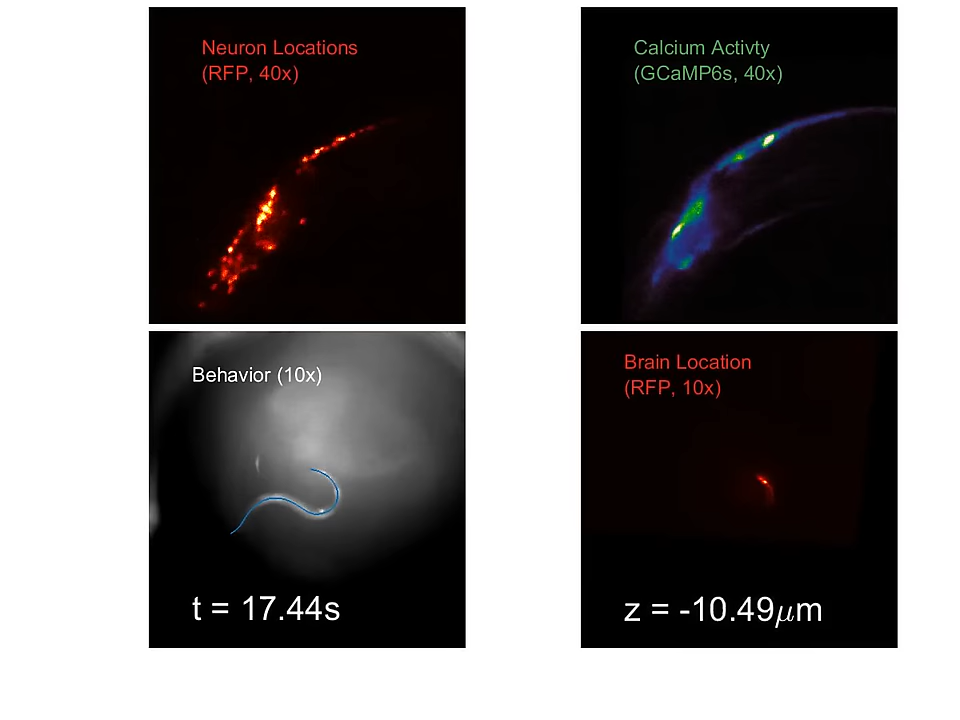 Neuron Locations
(RFP, 40x)
Calcium Activty
(GCaMP6s, 40x)
Behavior (10x)
t = 17.44s
Brain Location
(RFP, 10x)
z = -10.49μm